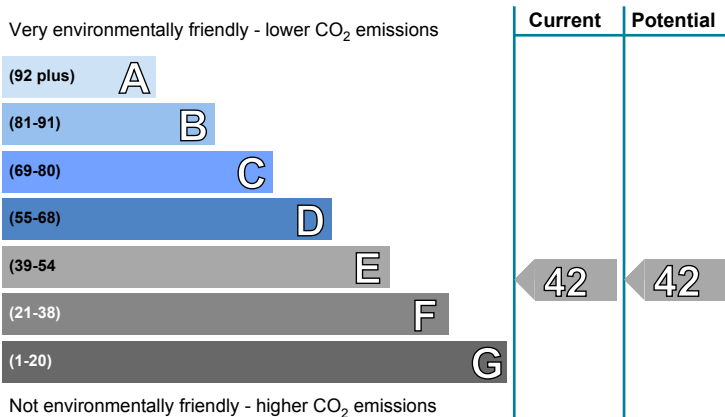 Current Potential
Very environmentally friendly - lower CO₂ emissions
(92 plus) A
(81-91) B
(69-80) C
(55-68) D
(39-54 E 42 42
(21-38) F
(1-20) G
Not environmentally friendly - higher CO₂ emissions